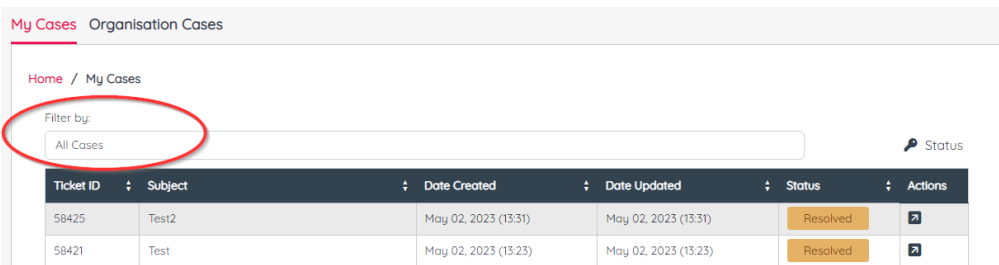 My Cases Organisation Cases
Home / My Cases
Filter by:
All Cases
Status
Ticket ID Subject Date Created Date Updated Status Actions
58425 Test2 May 02, 2023 (13:31) May 02, 2023 (13:31) Resolved
58421 Test May 02, 2023 (13:23) May 02, 2023 (13:23) Resolved